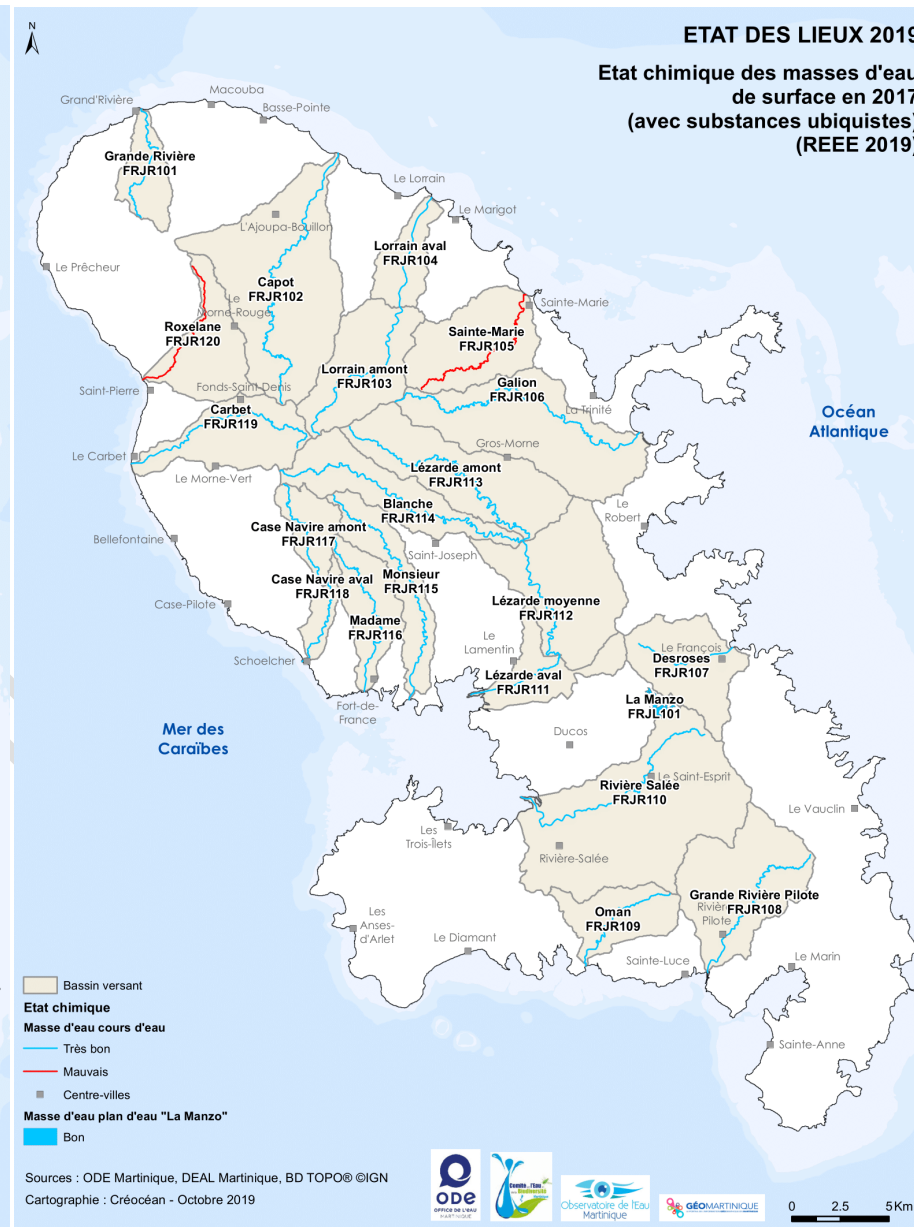 N
ETAT DES LIEUX 2019
Etat chimique des masses d'eau
de surface en 2017
(avec substances ubiquistes)
(REEE 2019)
Grand'Rivière
Macouba
Basse-Pointe
Grande Rivière
FRJR101
Le Lorrain
Le Marigot
L'Ajoupa-Bouillon
Lorrain aval
FRJR104
Le Prêcheur
Capot
FRJR102
Le
Morne-Rouge
Roxelane
FRJR120
Sainte-Marie
Sainte-Marie
FRJR105
Lorrain amont
FRJR103
Saint-Pierre
Fonds-Saint-Denis
Galion
FRJR106
La Trinité
Carbet
FRJR119
Océan
Atlantique
Le Carbet
Le Morne-Vert
Gros-Morne
Lézarde amont
FRJR113
Blanche
FRJR114
Le
Robert
Case Navire amont
FRJR117
Bellefontaine
Saint-Joseph
Case Navire aval
FRJR118
Monsieur
FRJR115
Case-Pilote
Madame
FRJR116
Lézarde moyenne
FRJR112
Le
Lamentin
Le François
Desroses
FRJR107
Schoelcher
Lézarde aval
FRJR111
Fort-de-
France
La Manzo
FRJL101
Mer des
Caraïbes
Ducos
Le Saint-Esprit
Rivière Salée
FRJR110
Le Vauclin
Les
Trois-Îlets
Rivière-Salée
Grande Rivière Pilote
FRJR108
Rivière
Pilote
Les
Anses-
d'Arlet
Oman
FRJR109
Le Diamant
Sainte-Luce
Le Marin
Sainte-Anne
Bassin versant
Etat chimique
Masse d'eau cours d'eau
Très bon
Mauvais
Centre-villes
Masse d'eau plan d'eau "La Manzo"
Bon
Sources : ODE Martinique, DEAL Martinique, BD TOPO® ©IGN
Cartographie : Créocéan - Octobre 2019
ODE
OFFICE DE L'EAU
MARTINIQUE
Comité de l'Eau
Biodiversité
Observatoire de l'Eau
Martinique
GÉOMARTINIQUE
0 2.5 5 Km